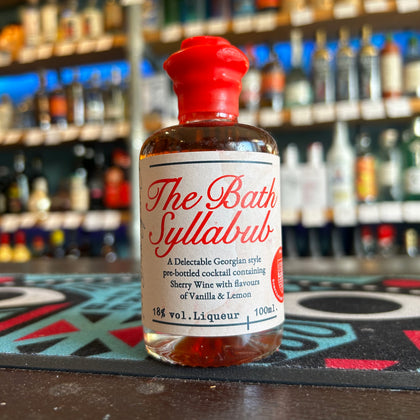 The Bath
Syllabub
A Delectable Georgian style
pre-bottled cocktail containing
Sherry Wine with flavours
of Vanilla & Lemon
18% vol.Liqueur 100ml.